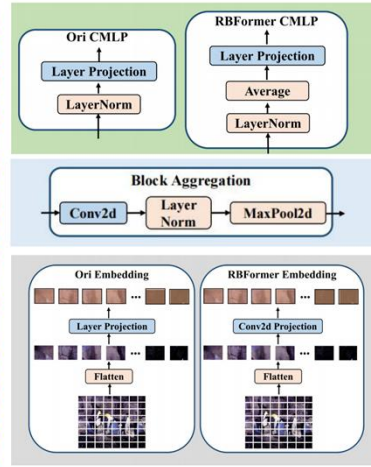 Ori CMLP
Layer Projection
LayerNorm
RBFormer CMLP
Layer Projection
Average
LayerNorm
Block Aggregation
Conv2d
Layer
Norm
MaxPool2d
Ori Embedding
...
Layer Projection
...
Flatten
RBFormer Embedding
...
Conv2d Projection
...
Flatten